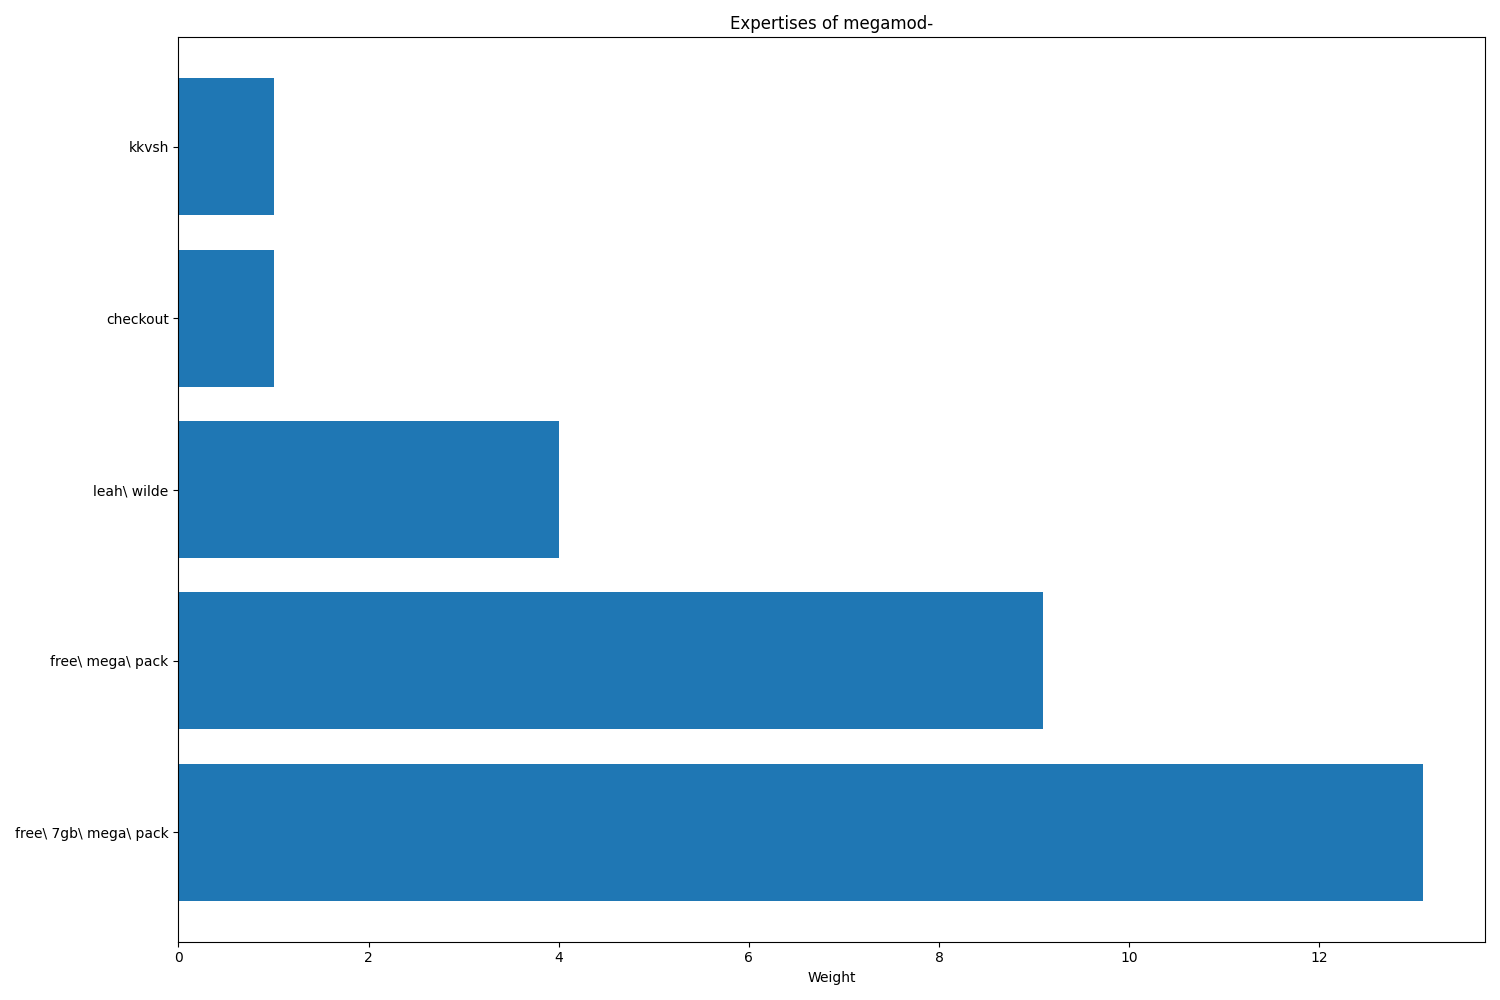 Expertises of megamod-
kkvsh
checkout
leah\ wilde
free\ mega\ pack
free\ 7gb\ mega\ pack
0 2 4 6 8 10 12
Weight